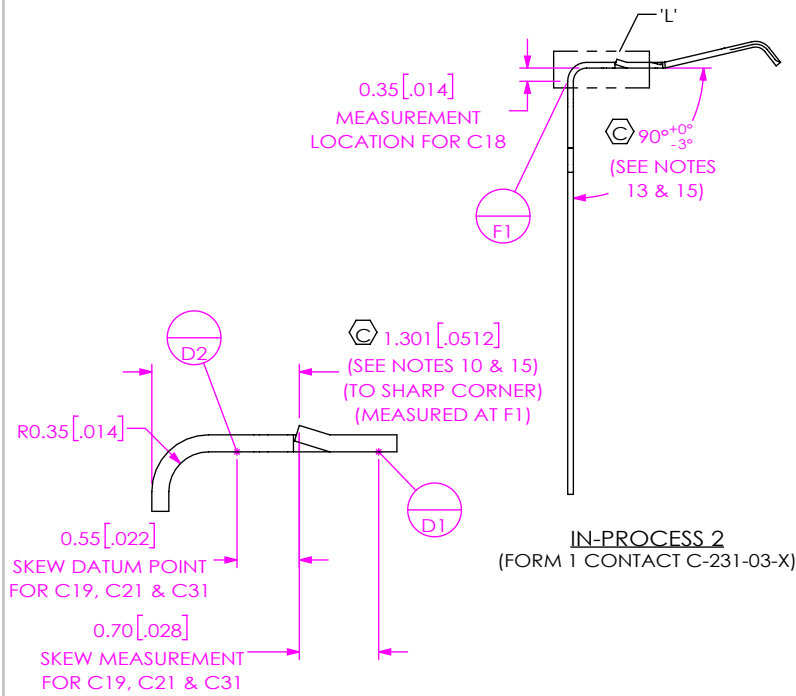 'L'
0.35[.014]
MEASUREMENT
LOCATION FOR C18
C 90° +0° -3°
(SEE NOTES
13 & 15)
F1
D2
C 1.301[.0512]
(SEE NOTES 10 & 15)
(TO SHARP CORNER)
(MEASURED AT F1)
R0.35[.014]
D1
0.55[.022]
SKEW DATUM POINT
FOR C19, C21 & C31
IN-PROCESS 2
(FORM 1 CONTACT C-231-03-X)
0.70[.028]
SKEW MEASUREMENT
FOR C19, C21 & C31